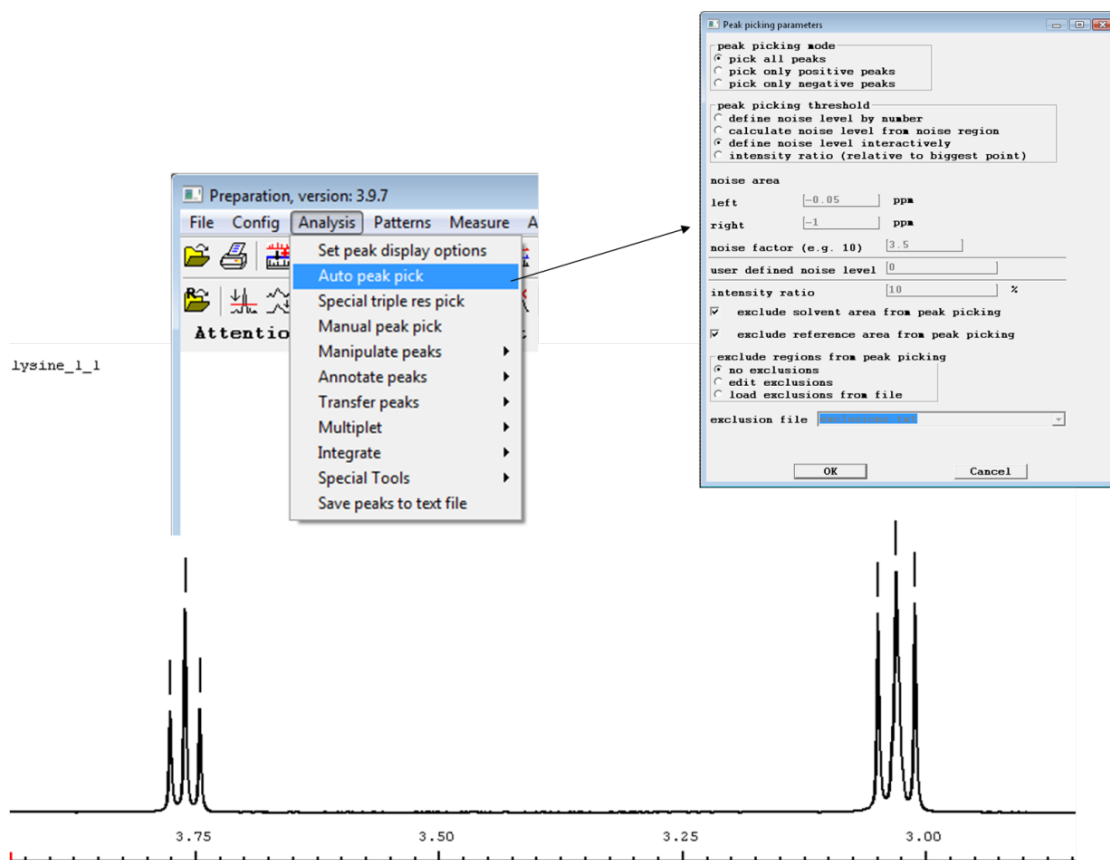 Preparation, version: 3.9.7
File Config Analysis Patterns Measure A
Set peak display options
Auto peak pick
Special triple res pick
Manual peak pick
Manipulate peaks
Annotate peaks
Transfer peaks
Multiplet
Integrate
Special Tools
Save peaks to text file
Attentio
Peak picking parameters
peak picking mode
pick all peaks
pick only positive peaks
pick only negative peaks
peak picking threshold
define noise level by number
calculate noise level from noise region
define noise level interactively
intensity ratio (relative to biggest point)
noise area
left -0.05 ppm
right -1 ppm
noise factor (e.g. 10) 3.5
user defined noise level 0
intensity ratio 10 %
exclude solvent area from peak picking
exclude reference area from peak picking
exclude regions from peak picking
no exclusions
edit exclusions
load exclusions from file
exclusion file
OK Cancel
lysine_1_1
3.75 3.50 3.25 3.00